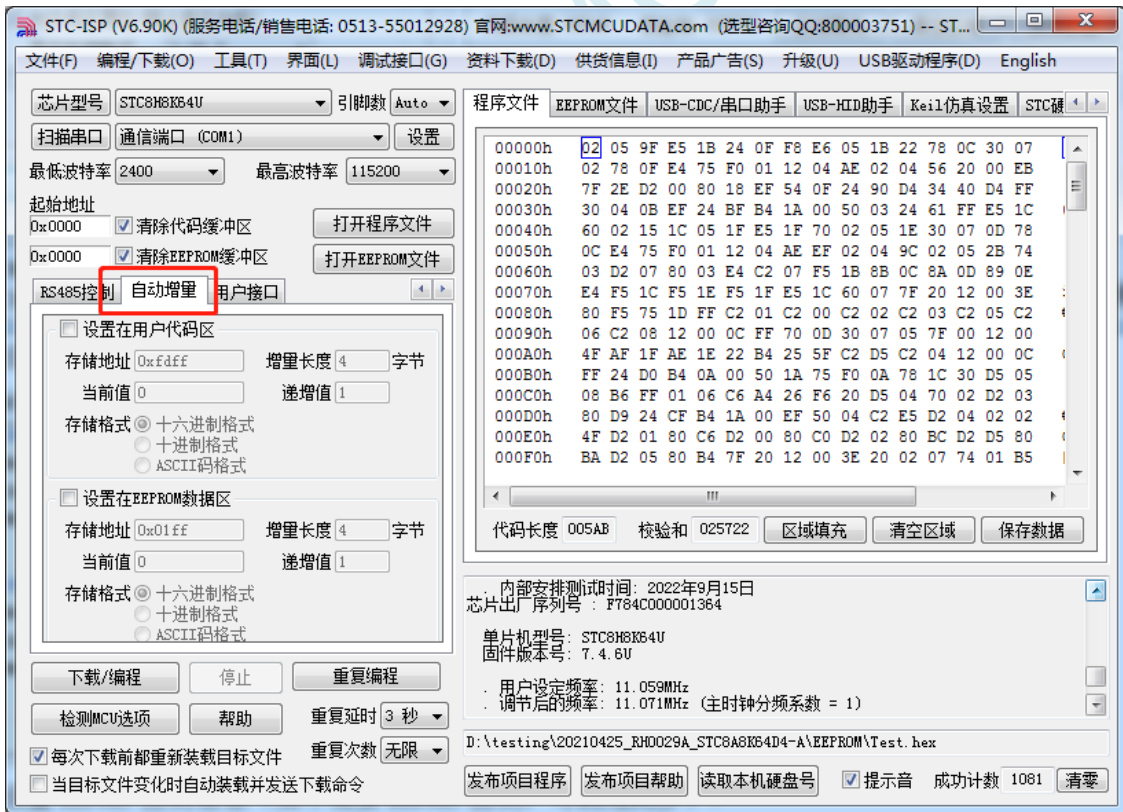 STC-ISP (V6.90K) (服务电话/销售电话: 0513-55012928) 官网:www.STCMCUDATA.com (选型咨询QQ:800003751) -- ST...
文件(F) 编程/下载(O) 工具(T) 界面(L) 调试接口(G) 资料下载(D) 供货信息(I) 产品广告(S) 升级(U) USB驱动程序(D) English
芯片型号 STC8H8K64U 引脚数 Auto
扫描串口 通信端口 (COM1) 设置
最低波特率 2400 最高波特率 115200
起始地址
0x0000 清除代码缓冲区 打开程序文件
0x0000 清除EEPROM缓冲区 打开EEPROM文件
RS485控制 自动增量 用户接口
设置在用户代码区
存储地址 0xfdff 增量长度 4 字节
当前值 0 递增值 1
存储格式 十六进制格式
十进制格式
ASCII码格式
设置在EEPROM数据区
存储地址 0x01ff 增量长度 4 字节
当前值 0 递增值 1
存储格式 十六进制格式
十进制格式
ASCII码格式
下载/编程 停止 重复编程
检测MCU选项 帮助 重复延时 3 秒
每次下载前都重新装载目标文件 重复次数 无限
当目标文件变化时自动装载并发送下载命令
程序文件 EEPROM文件 USB-CDC/串口助手 USB-HID助手 Keil仿真设置 STC硬
00000h 02 05 9F E5 1B 24 0F F8 E6 05 1B 22 78 0C 30 07
00010h 02 78 0F E4 75 F0 01 12 04 AE 02 04 56 20 00 EB
00020h 7F 2E D2 00 80 18 EF 54 0F 24 90 D4 34 40 D4 FF
00030h 30 04 0B EF 24 BF B4 1A 00 50 03 24 61 FF E5 1C
00040h 60 02 15 1C 05 1F E5 1F 70 02 05 1E 30 07 0D 78
00050h 0C E4 75 F0 01 12 04 AE EF 02 04 9C 02 05 2B 74
00060h 03 D2 07 80 03 E4 C2 07 F5 1B 8B 0C 8A 0D 89 0E
00070h E4 F5 1C F5 1E F5 1F E5 1C 60 07 7F 20 12 00 3E
00080h 80 F5 75 1D FF C2 01 C2 00 C2 02 C2 03 C2 05 C2
00090h 06 C2 08 12 00 0C FF 70 0D 30 07 05 7F 00 12 00
000A0h 4F AF 1F AE 1E 22 B4 25 5F C2 D5 C2 04 12 00 0C
000B0h FF 24 D0 B4 0A 00 50 1A 75 F0 0A 78 1C 30 D5 05
000C0h 08 B6 FF 01 06 C6 A4 26 F6 20 D5 04 70 02 D2 03
000D0h 80 D9 24 CF B4 1A 00 EF 50 04 C2 E5 D2 04 02 02
000E0h 4F D2 01 80 C6 D2 00 80 C0 D2 02 80 BC D2 D5 80
000F0h BA D2 05 80 B4 7F 20 12 00 3E 20 02 07 74 01 B5
代码长度 005AB 校验和 025722 区域填充 清空区域 保存数据
. 内部安排测试时间: 2022年9月15日
芯片出厂序列号 : F784C000001364
单片机型号: STC8H8K64U
固件版本号: 7.4.6U
. 用户设定频率: 11.059MHz
. 调节后的频率: 11.071MHz (主时钟分频系数 = 1)
D:\testing\20210425_RH0029A_STC8A8K64D4-A\EEPROM\Test.hex
发布项目程序 发布项目帮助 读取本机硬盘号 提示音 成功计数 1081 清零